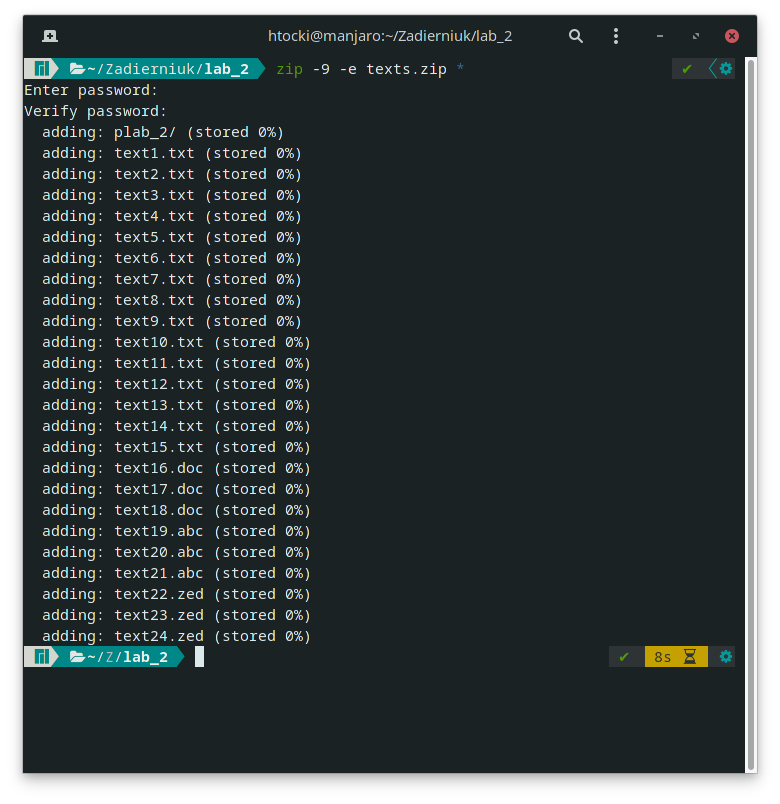 htocki@manjaro:~/Zadierniuk/lab_2
~/Zadierniuk/lab_2 zip -9 -e texts.zip * ✔
Enter password:
Verify password:
  adding: plab_2/ (stored 0%)
  adding: text1.txt (stored 0%)
  adding: text2.txt (stored 0%)
  adding: text3.txt (stored 0%)
  adding: text4.txt (stored 0%)
  adding: text5.txt (stored 0%)
  adding: text6.txt (stored 0%)
  adding: text7.txt (stored 0%)
  adding: text8.txt (stored 0%)
  adding: text9.txt (stored 0%)
  adding: text10.txt (stored 0%)
  adding: text11.txt (stored 0%)
  adding: text12.txt (stored 0%)
  adding: text13.txt (stored 0%)
  adding: text14.txt (stored 0%)
  adding: text15.txt (stored 0%)
  adding: text16.doc (stored 0%)
  adding: text17.doc (stored 0%)
  adding: text18.doc (stored 0%)
  adding: text19.abc (stored 0%)
  adding: text20.abc (stored 0%)
  adding: text21.abc (stored 0%)
  adding: text22.zed (stored 0%)
  adding: text23.zed (stored 0%)
  adding: text24.zed (stored 0%)
~/Z/lab_2 ✔ 8s